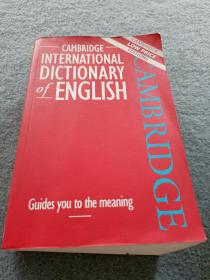 CAMBRIDGE
INTERNATIONAL
DICTIONARY
of ENGLISH
LOW PRICE
CAMBRIDGE
Guides you to the meaning